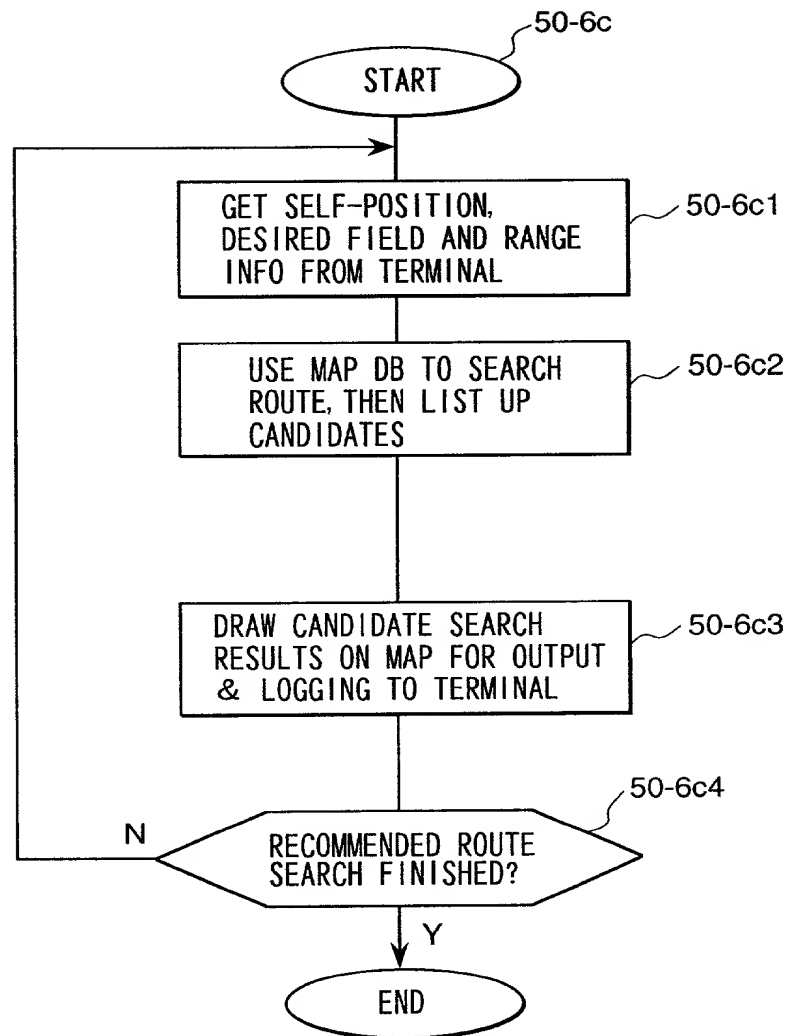 50-6c
START
GET SELF-POSITION,
DESIRED FIELD AND RANGE
INFO FROM TERMINAL
50-6c1
USE MAP DB TO SEARCH
ROUTE, THEN LIST UP
CANDIDATES
50-6c2
DRAW CANDIDATE SEARCH
RESULTS ON MAP FOR OUTPUT
& LOGGING TO TERMINAL
50-6c3
50-6c4
N
RECOMMENDED ROUTE
SEARCH FINISHED?
Y
END